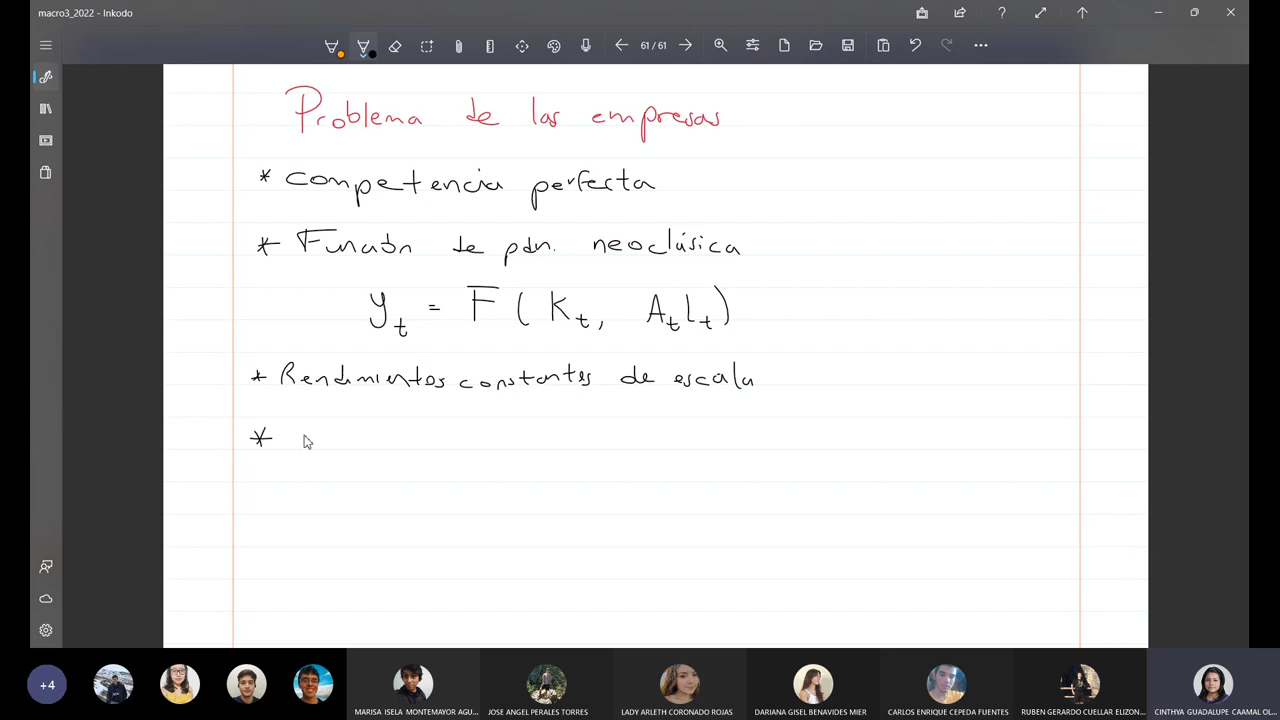 macro3_2022 - Inkodo
61 / 61
Problema de las empresas
* competencia perfecta
* Función de pdn. neoclásica
y_t = F ( K_t, A_t L_t )
* Rendimientos constantes de escala
*
+4
MARISA ISELA MONTEMAYOR AGU...
JOSE ANGEL PERALES TORRES
LADY ARLETH CORONADO ROJAS
DARIANA GISEL BENAVIDES MIER
CARLOS ENRIQUE CEPEDA FUENTES
RUBEN GERARDO CUELLAR ELIZON...
CINTHYA GUADALUPE CAAMAL OL...